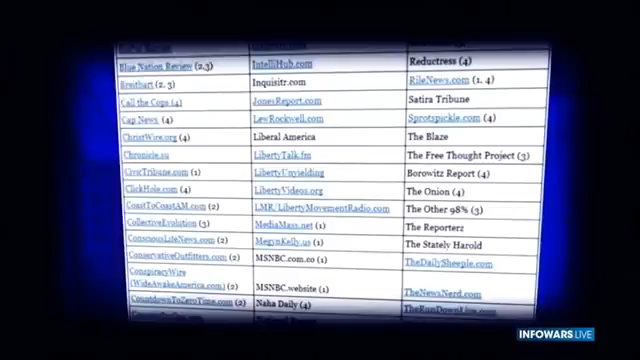 Blue Nation Review (2,3)
IntelliHub.com
Reductress (4)
Breitbart (2, 3)
Inquisitr.com
RileNews.com (1, 4)
Call the Cops (4)
JonesReport.com
Satira Tribune
Cap News (4)
LewRockwell.com
Sprotspickle.com (4)
ChristWire.org (4)
Liberal America
The Blaze
Chronicle.su
LibertyTalk.fm
The Free Thought Project (3)
CivicTribune.com (1)
LibertyUnyielding
Borowitz Report (4)
ClickHole.com (4)
LibertyVideos.org
The Onion (4)
CoastToCoastAM.com (2)
LMR/LibertyMovementRadio.com
The Other 98% (3)
CollectiveEvolution (3)
MediaMass.net (1)
The Reporterz
ConsciousLifeNews.com (2)
MegynKelly.us (1)
The Stately Harold
ConservativeOutfitters.com (2)
MSNBC.com.co (1)
TheDailySheeple.com
ConspiracyWire
(WideAwakeAmerica.com) (2)
MSNBC.website (1)
TheNewsNerd.com (4)
CountdownToZeroTime.com (2)
Naha Daily (4)
TheRunDownLive.com
INFOWARS LIVE